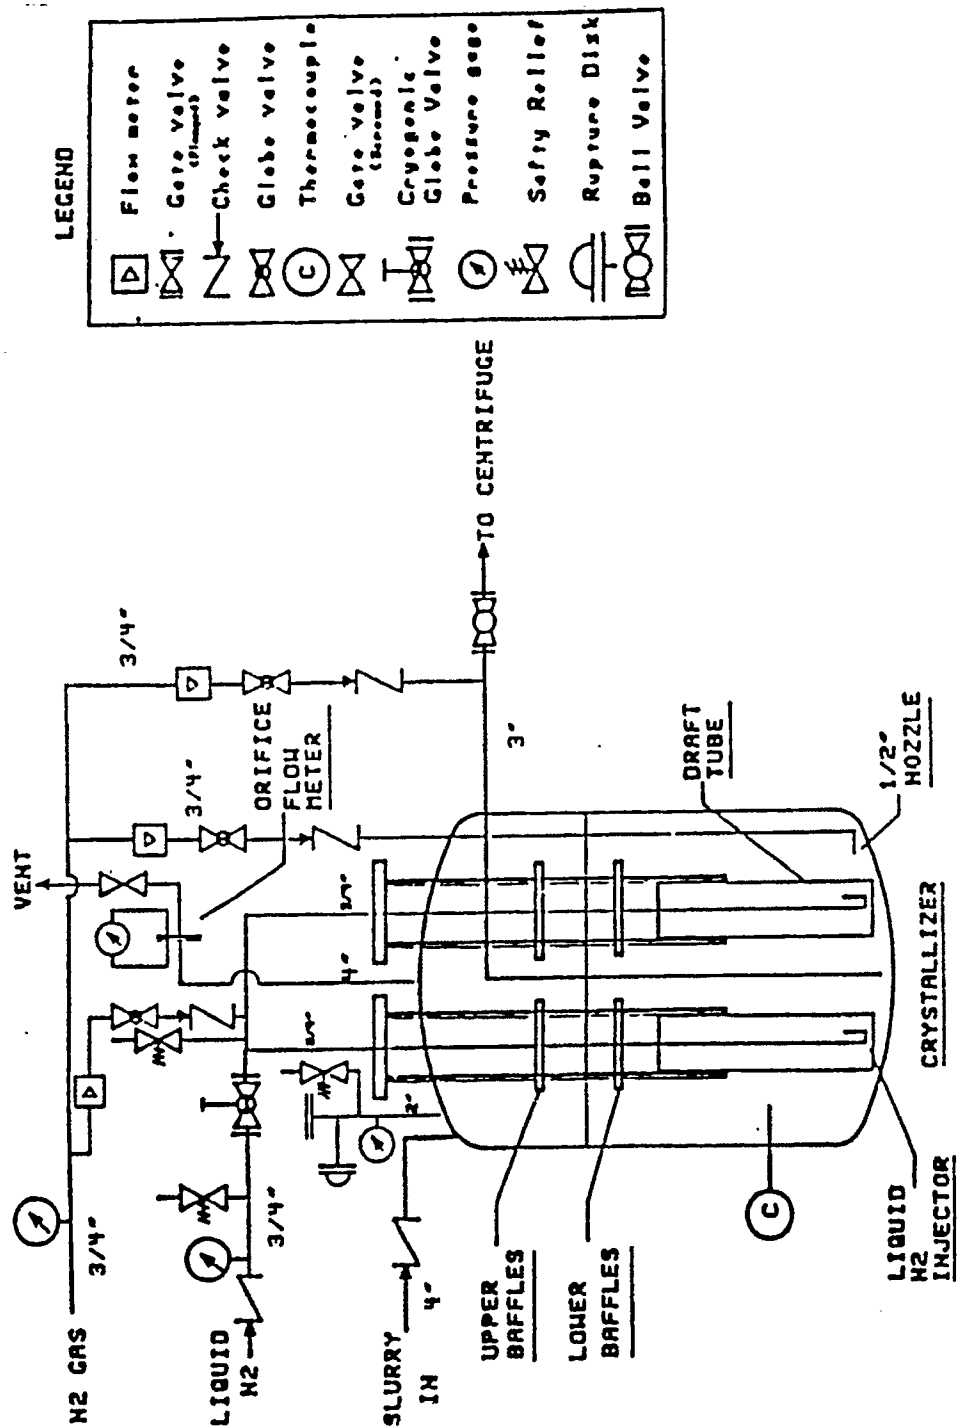 LEGEND
Flow meter
Gate Valve
(Flanged)
Check Valve
Globe Valve
Thermocouple
C
Gate Valve
(Screwed)
Cryogenic
Globe Valve
Pressure gage
Safty Relief
Rupture Disk
Ball Valve
N2 GAS
3/4"
LIQUID
N2
3/4"
SLURRY
IN
4"
VENT
3/4"
ORIFICE
FLOW
METER
3/4"
2"
4"
3"
TO CENTRIFUGE
UPPER
BAFFLES
LOWER
BAFFLES
C
LIQUID
N2
INJECTOR
CRYSTALLIZER
DRAFT
TUBE
1/2"
NOZZLE